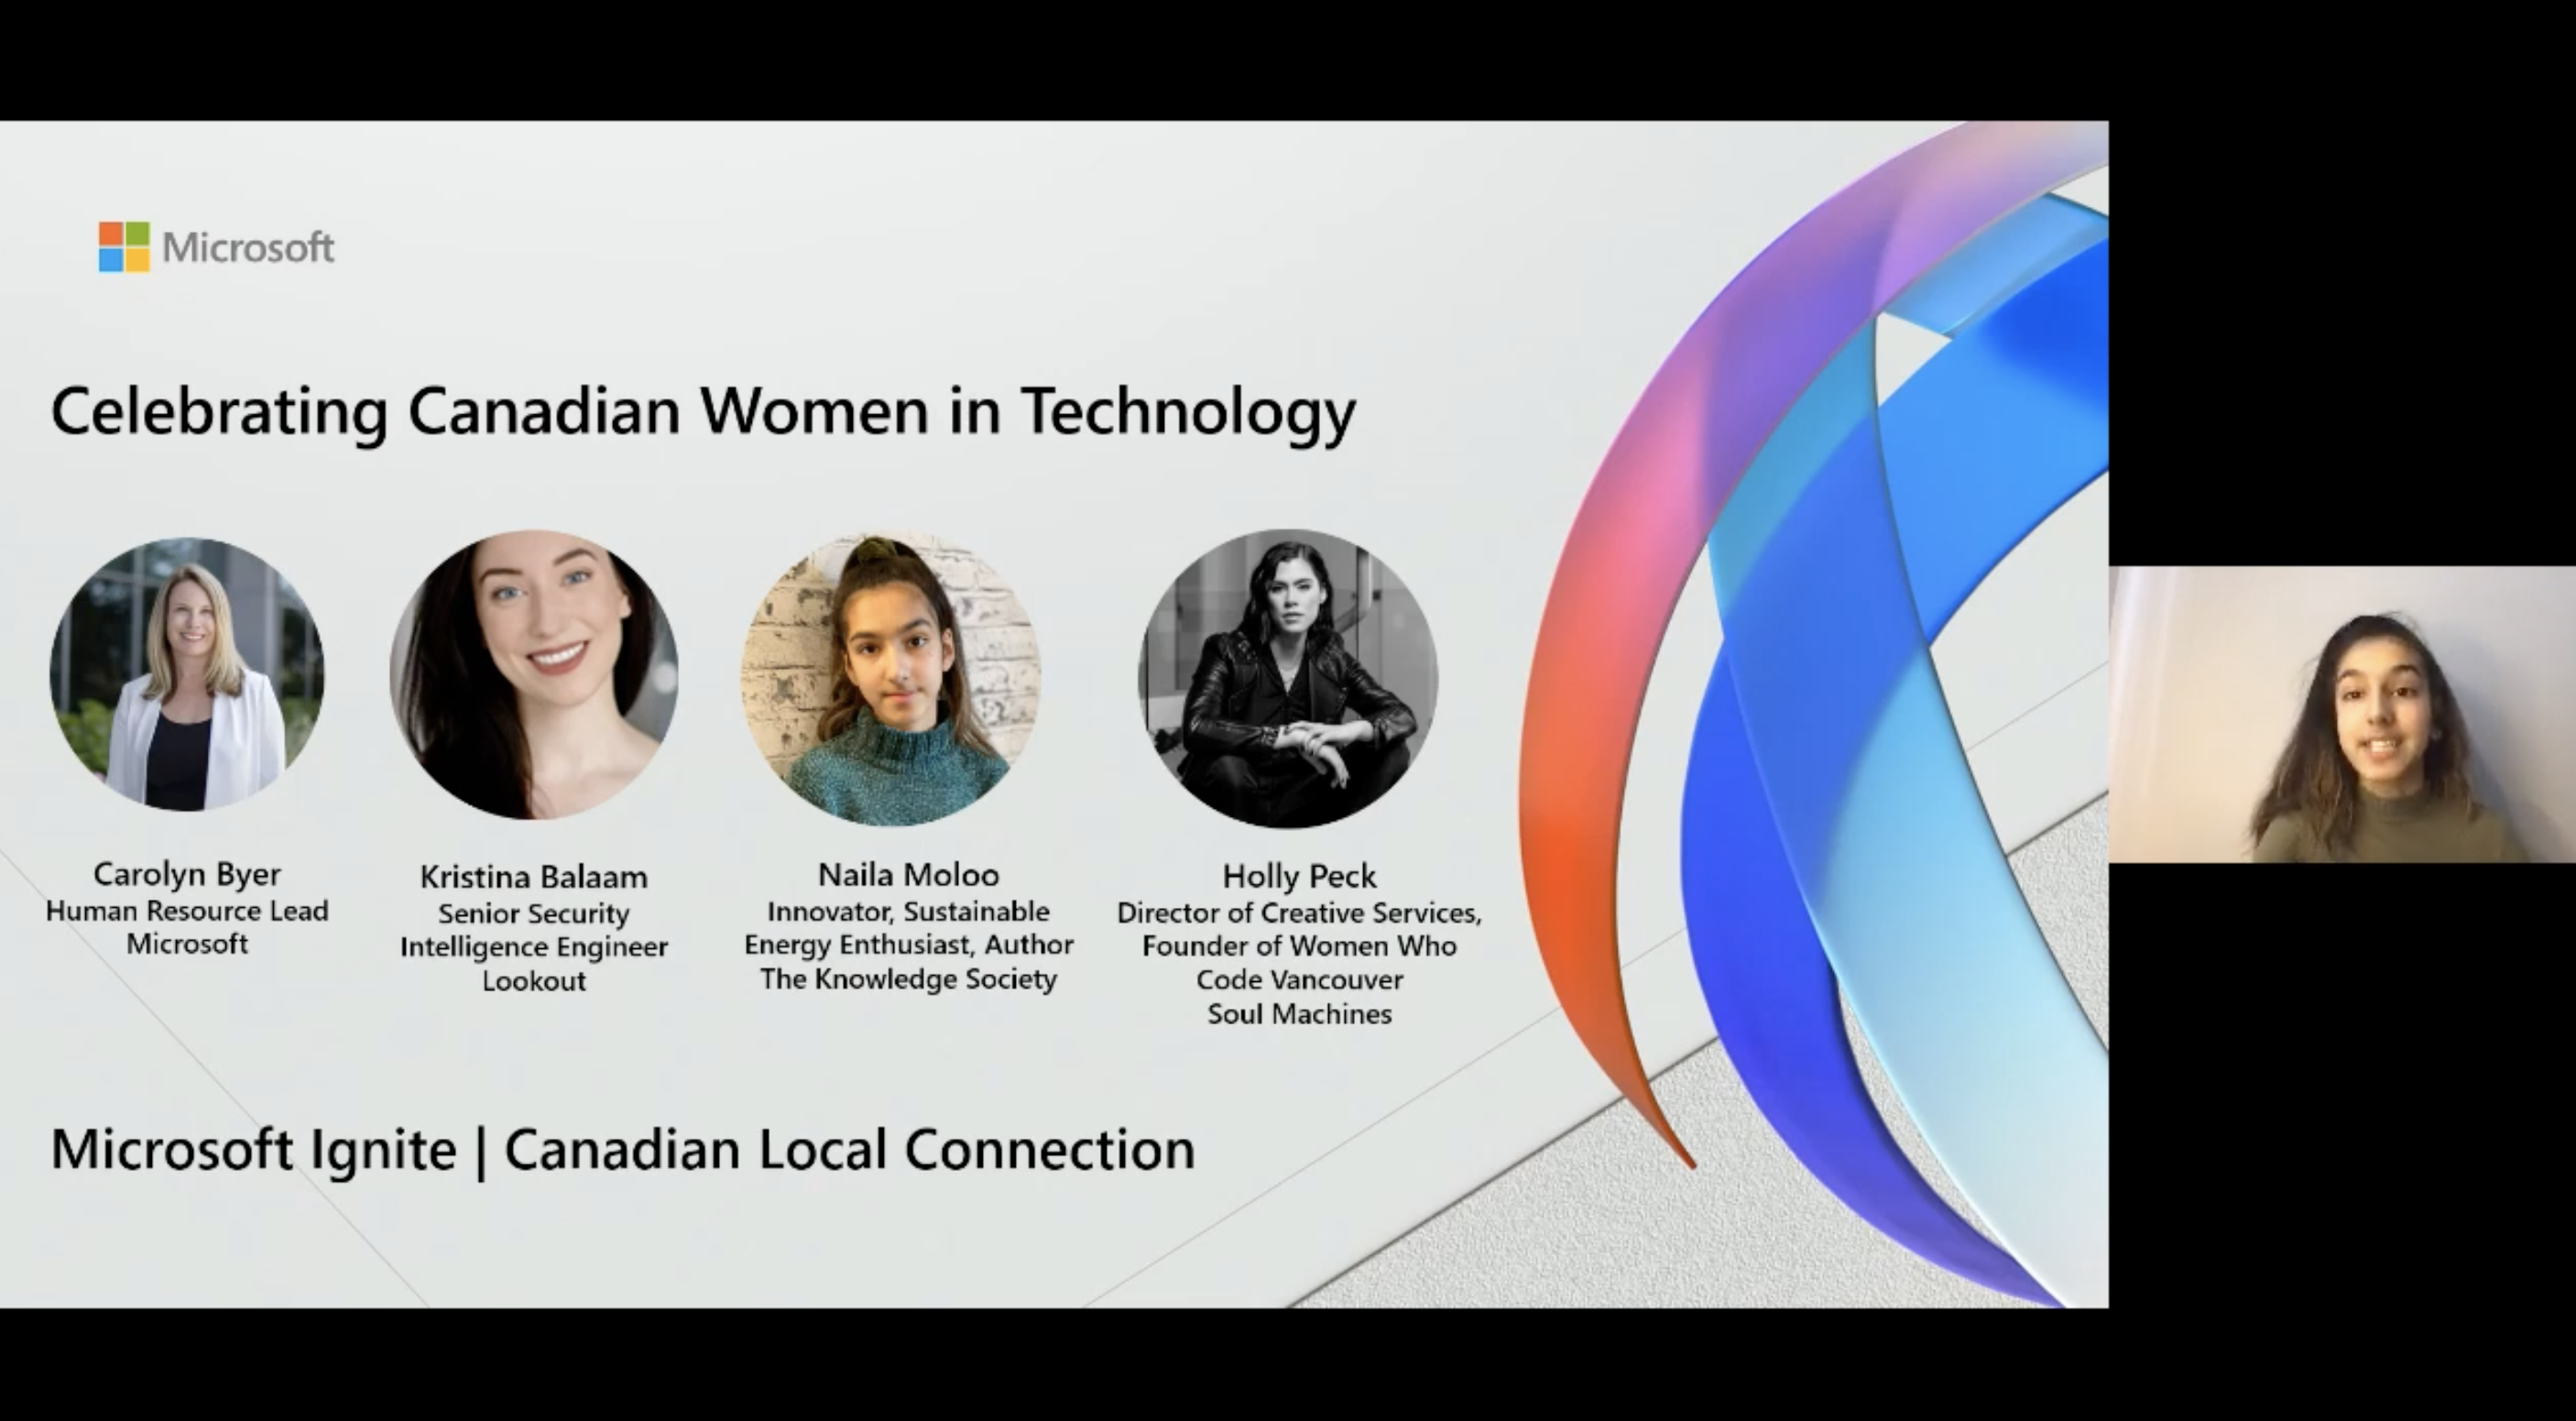 Microsoft
Celebrating Canadian Women in Technology
Carolyn Byer
Human Resource Lead
Microsoft
Kristina Balaam
Senior Security
Intelligence Engineer
Lookout
Naila Moloo
Innovator, Sustainable
Energy Enthusiast, Author
The Knowledge Society
Holly Peck
Director of Creative Services,
Founder of Women Who
Code Vancouver
Soul Machines
Microsoft Ignite | Canadian Local Connection